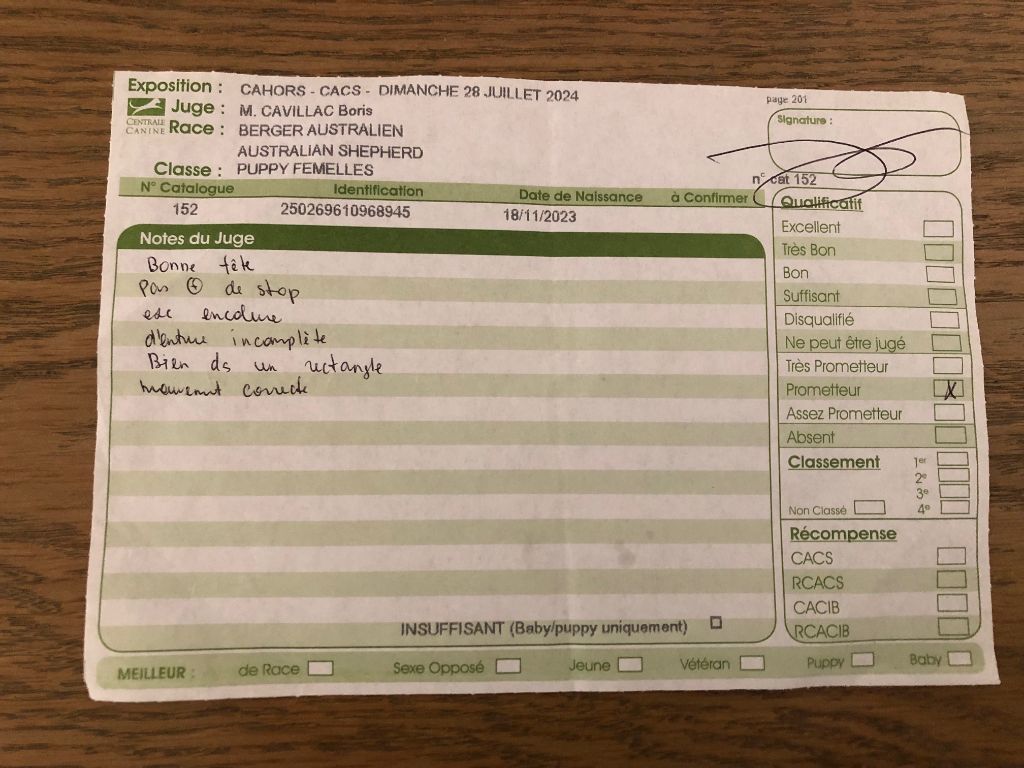 Exposition : CAHORS - CACS - DIMANCHE 28 JUILLET 2024
Juge : M. CAVILLAC Boris
CENTRALE CANINE
Race : BERGER AUSTRALIEN
AUSTRALIAN SHEPHERD
Classe : PUPPY FEMELLES
page 201
Signature :
n° cat 152
N° Catalogue Identification Date de Naissance à Confirmer
152 250269610968945 18/11/2023
Notes du Juge
Bonne tête
Pas de stop
exc encolure
d'enture incomplète
Bien ds un rectangle
mouvement correcte
INSUFFISANT (Baby/puppy uniquement)
Qualificatif
Excellent
Très Bon
Bon
Suffisant
Disqualifié
Ne peut être jugé
Très Prometteur
Prometteur X
Assez Prometteur
Absent
Classement 1er
2e
3e
Non Classé 4e
Récompense
CACS
RCACS
CACIB
RCACIB
MEILLEUR : de Race Sexe Opposé Jeune Vétéran Puppy Baby